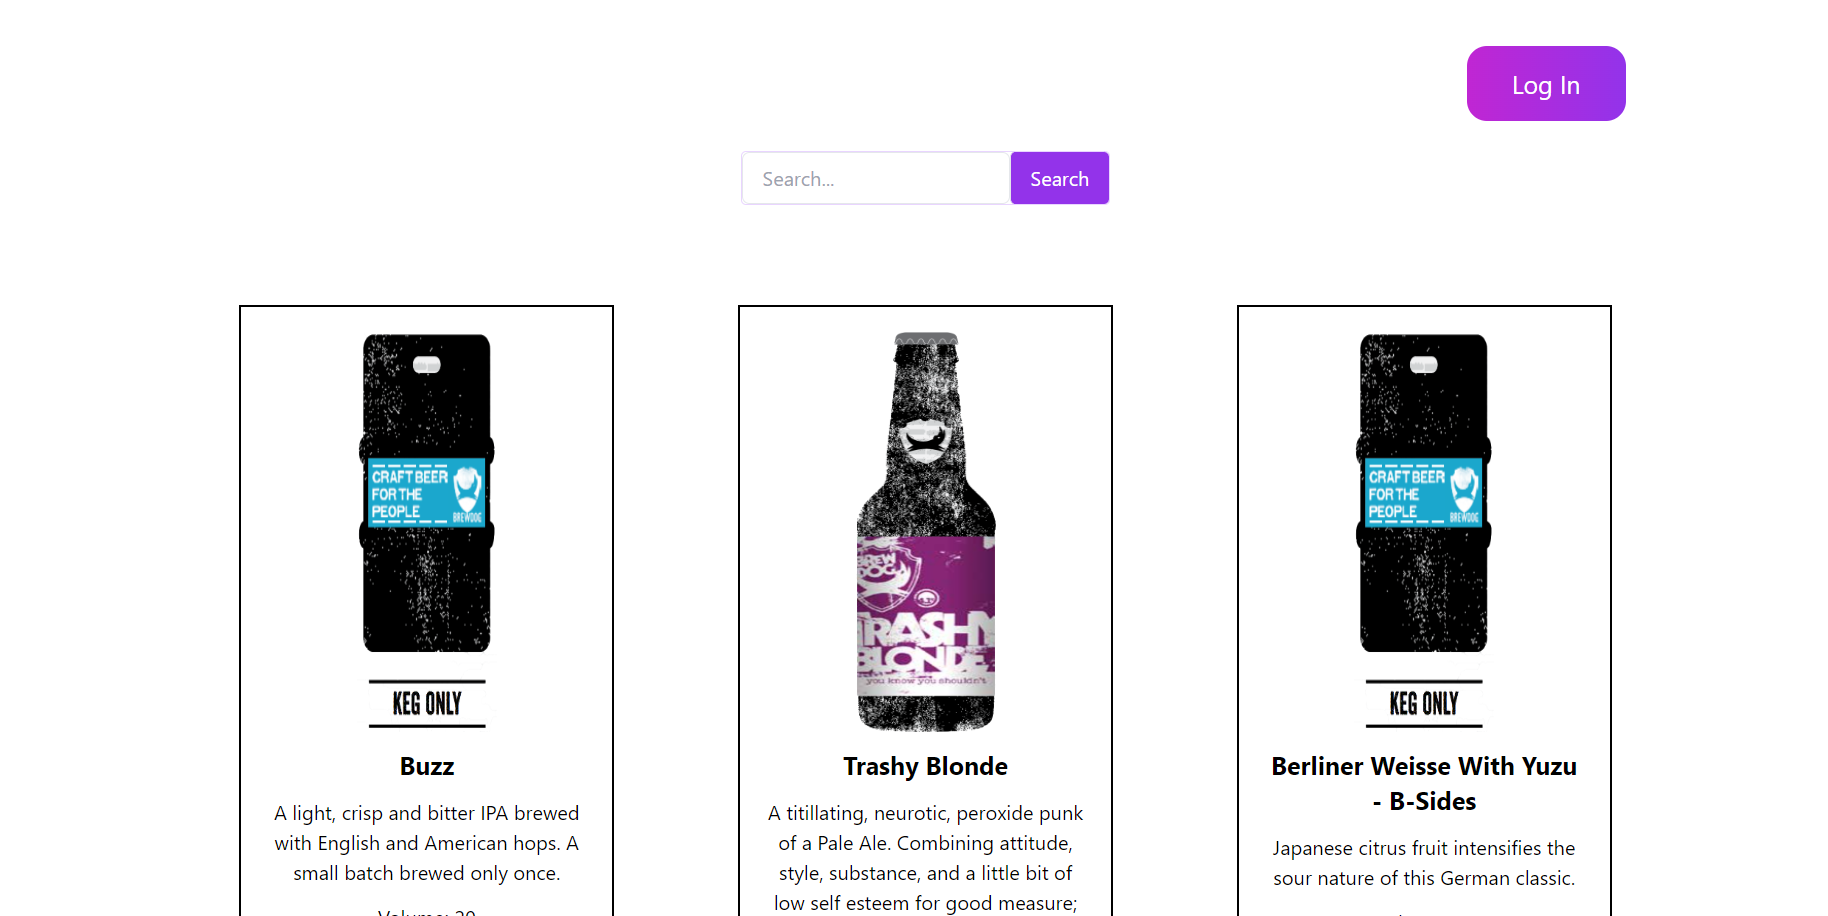 Log In
Search...
Search
CRAFT BEER
FOR THE
PEOPLE
BREWDOG
KEG ONLY
Buzz
A light, crisp and bitter IPA brewed
with English and American hops. A
small batch brewed only once.
BREW
DOG
TRASHY
BLONDE
you know you shouldn't
Trashy Blonde
A titillating, neurotic, peroxide punk
of a Pale Ale. Combining attitude,
style, substance, and a little bit of
low self esteem for good measure;
CRAFT BEER
FOR THE
PEOPLE
BREWDOG
KEG ONLY
Berliner Weisse With Yuzu
- B-Sides
Japanese citrus fruit intensifies the
sour nature of this German classic.